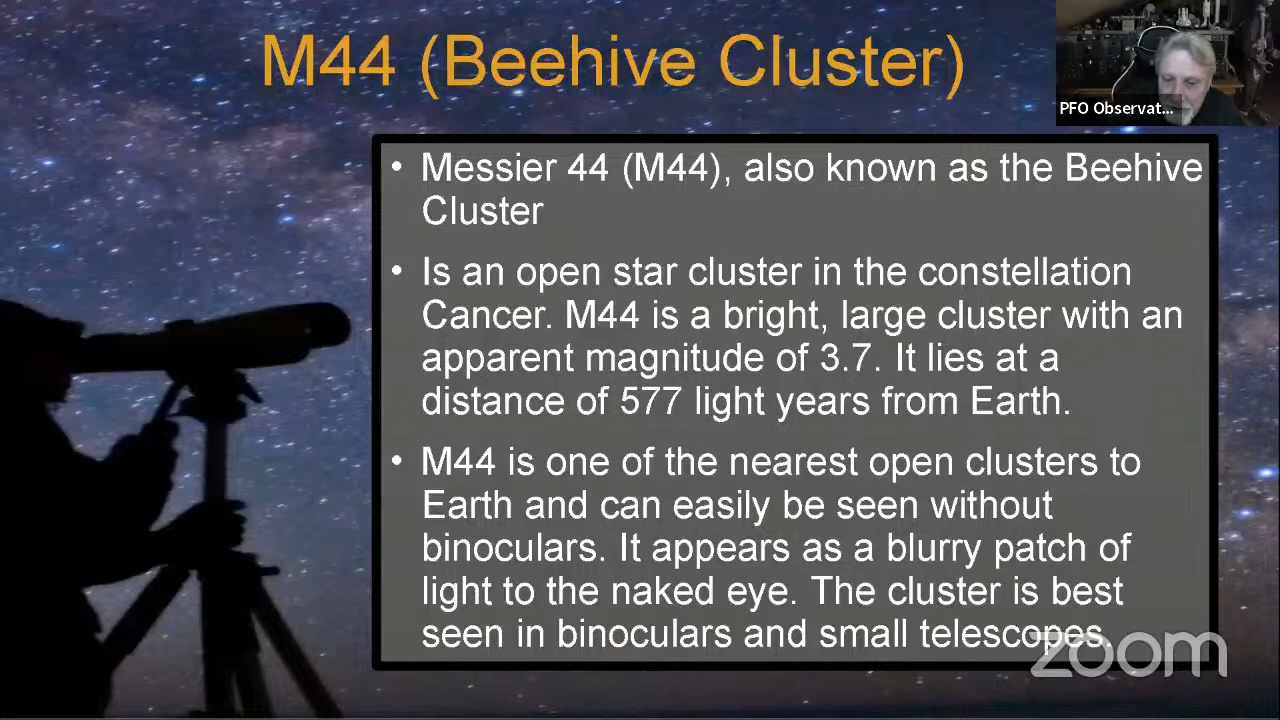 M44 (Beehive Cluster)
PFO Observat...
• Messier 44 (M44), also known as the Beehive
Cluster
• Is an open star cluster in the constellation
Cancer. M44 is a bright, large cluster with an
apparent magnitude of 3.7. It lies at a
distance of 577 light years from Earth.
• M44 is one of the nearest open clusters to
Earth and can easily be seen without
binoculars. It appears as a blurry patch of
light to the naked eye. The cluster is best
seen in binoculars and small telescopes.
zoom